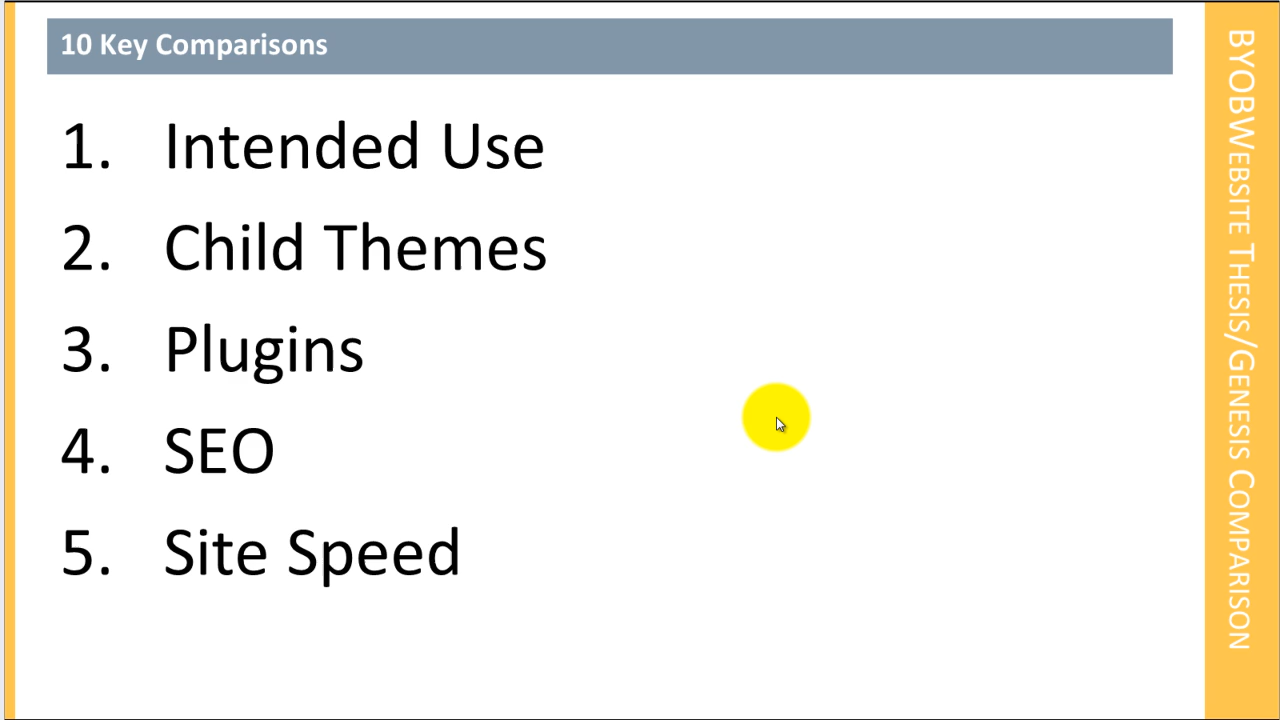 10 Key Comparisons
1. Intended Use
2. Child Themes
3. Plugins
4. SEO
5. Site Speed
BYOBWEBSITE THESIS/GENESIS COMPARISON